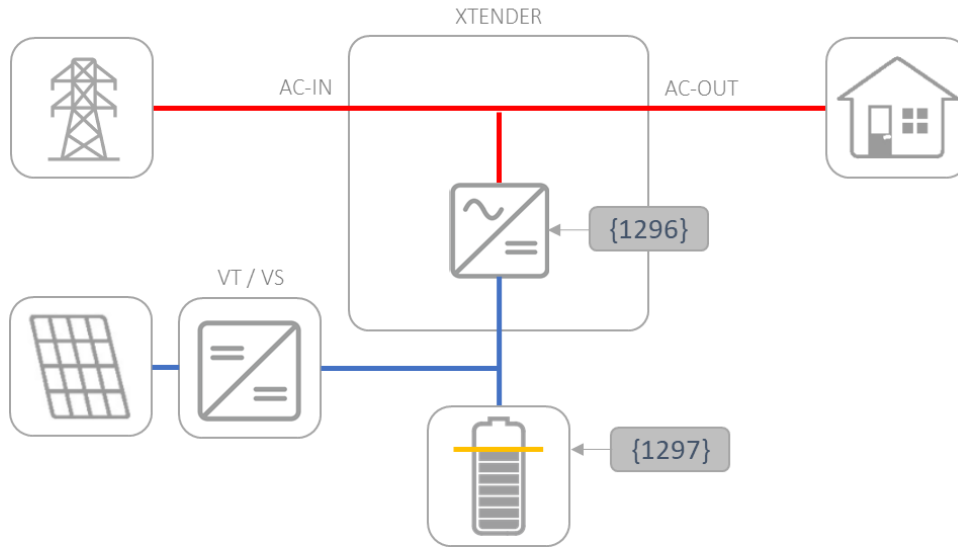 XTENDER
AC-IN
AC-OUT
{1296}
VT / VS
{1297}